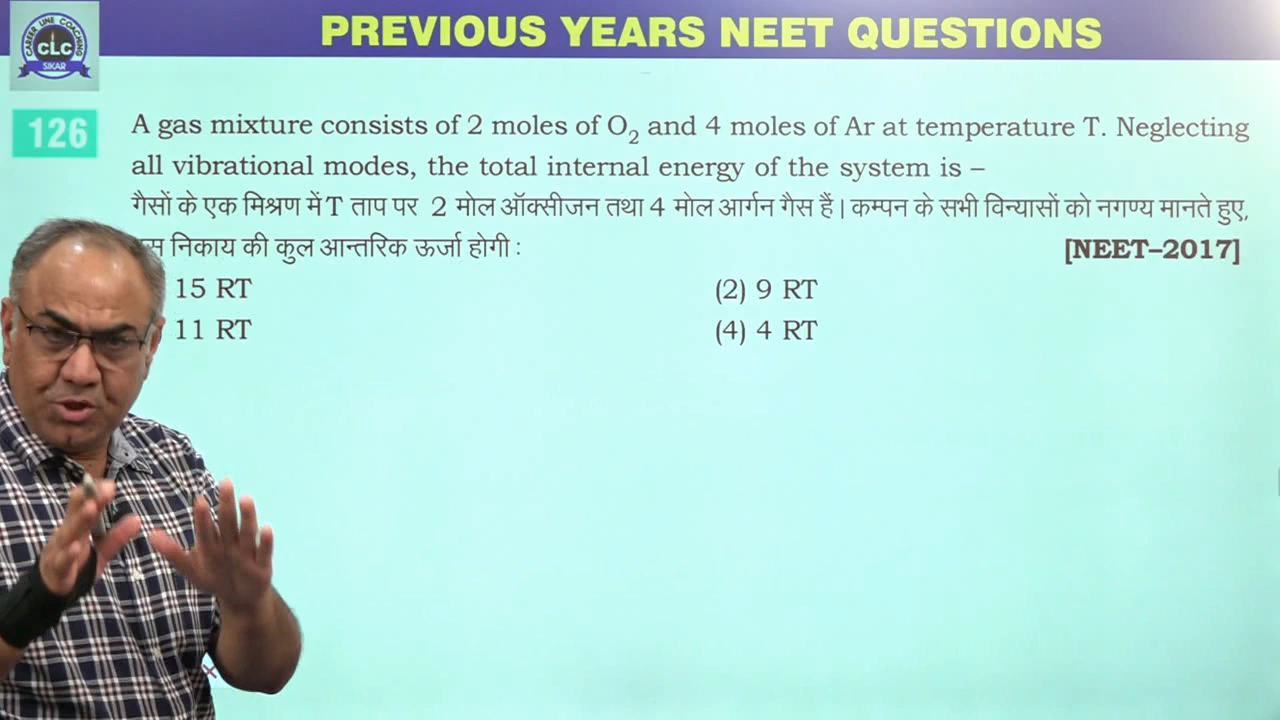 PREVIOUS YEARS NEET QUESTIONS
CAREER LINE COACHING
CLC
SIKAR
126
A gas mixture consists of 2 moles of O₂ and 4 moles of Ar at temperature T. Neglecting
all vibrational modes, the total internal energy of the system is –
गैसों के एक मिश्रण में T ताप पर 2 मोल ऑक्सीजन तथा 4 मोल आर्गन गैस हैं। कम्पन के सभी विन्यासों को नगण्य मानते हुए,
निकाय की कुल आन्तरिक ऊर्जा होगी : [NEET–2017]
15 RT (2) 9 RT
11 RT (4) 4 RT